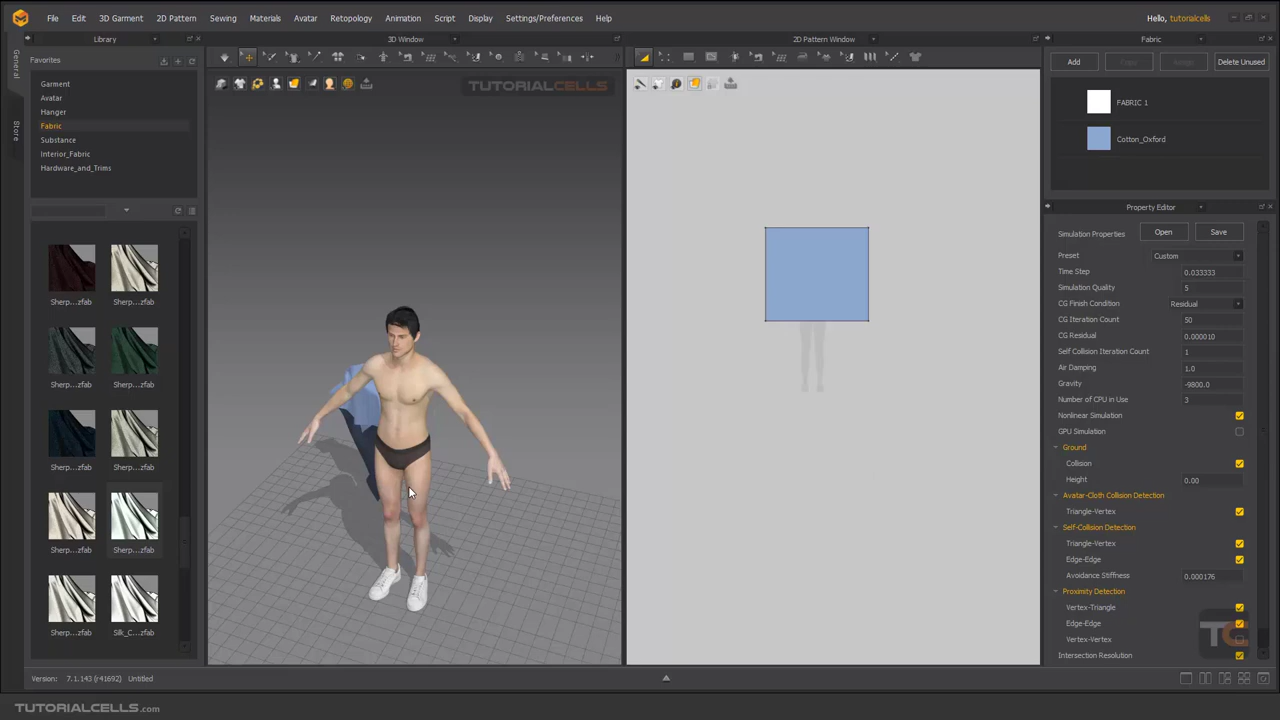 File Edit 3D Garment 2D Pattern Sewing Materials Avatar Retopology Animation Script Display Settings/Preferences Help Hello, tutorialcells
Library 3D Window 2D Pattern Window Fabric
General
Store
Favorites
Garment
Avatar
Hanger
Fabric
Substance
Interior_Fabric
Hardware_and_Trims
Sherp...zfab Sherp...zfab
Sherp...zfab Sherp...zfab
Sherp...zfab Sherp...zfab
Sherp...zfab Sherp...zfab
Sherp...zfab Silk_C...zfab
TUTORIALCELLS
Add Copy Assign Delete Unused
FABRIC 1
Cotton_Oxford
Property Editor
Simulation Properties Open Save
Preset Custom
Time Step 0.033333
Simulation Quality 5
CG Finish Condition Residual
CG Iteration Count 50
CG Residual 0.000010
Self Collision Iteration Count 1
Air Damping 1.0
Gravity -9800.0
Number of CPU in Use 3
Nonlinear Simulation
GPU Simulation
Ground
Collision
Height 0.00
Avatar-Cloth Collision Detection
Triangle-Vertex
Self-Collision Detection
Triangle-Vertex
Edge-Edge
Avoidance Stiffness 0.000176
Proximity Detection
Vertex-Triangle
Edge-Edge
Vertex-Vertex
Intersection Resolution
TC
Version: 7.1.143 (r41692) Untitled
TUTORIALCELLS.com